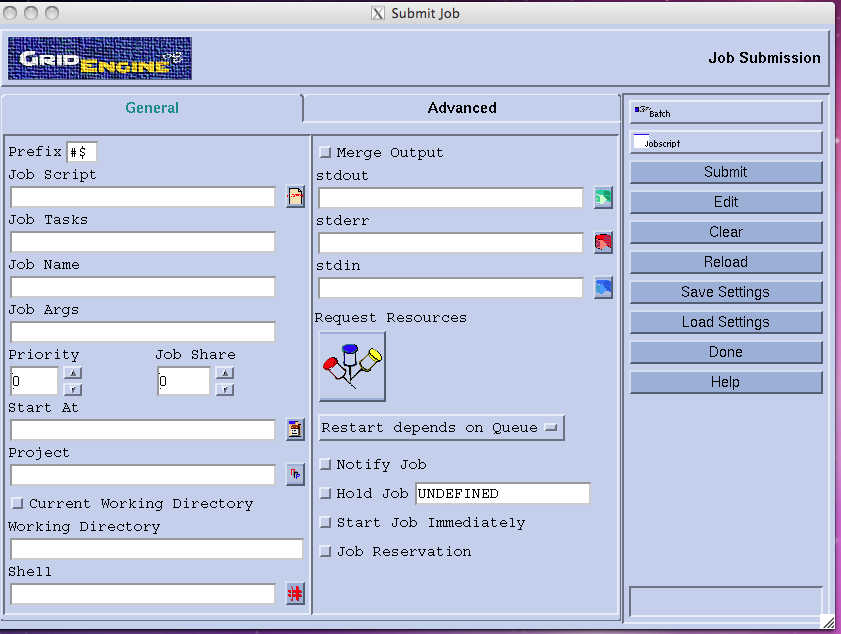 Submit Job
GRID ENGINE
Job Submission
General
Advanced
Prefix #$
Job Script
Job Tasks
Job Name
Job Args
Priority Job Share
0 0
Start At
Project
Current Working Directory
Working Directory
Shell
Merge Output
stdout
stderr
stdin
Request Resources
Restart depends on Queue
Notify Job
Hold Job UNDEFINED
Start Job Immediately
Job Reservation
Batch
Jobscript
Submit
Edit
Clear
Reload
Save Settings
Load Settings
Done
Help